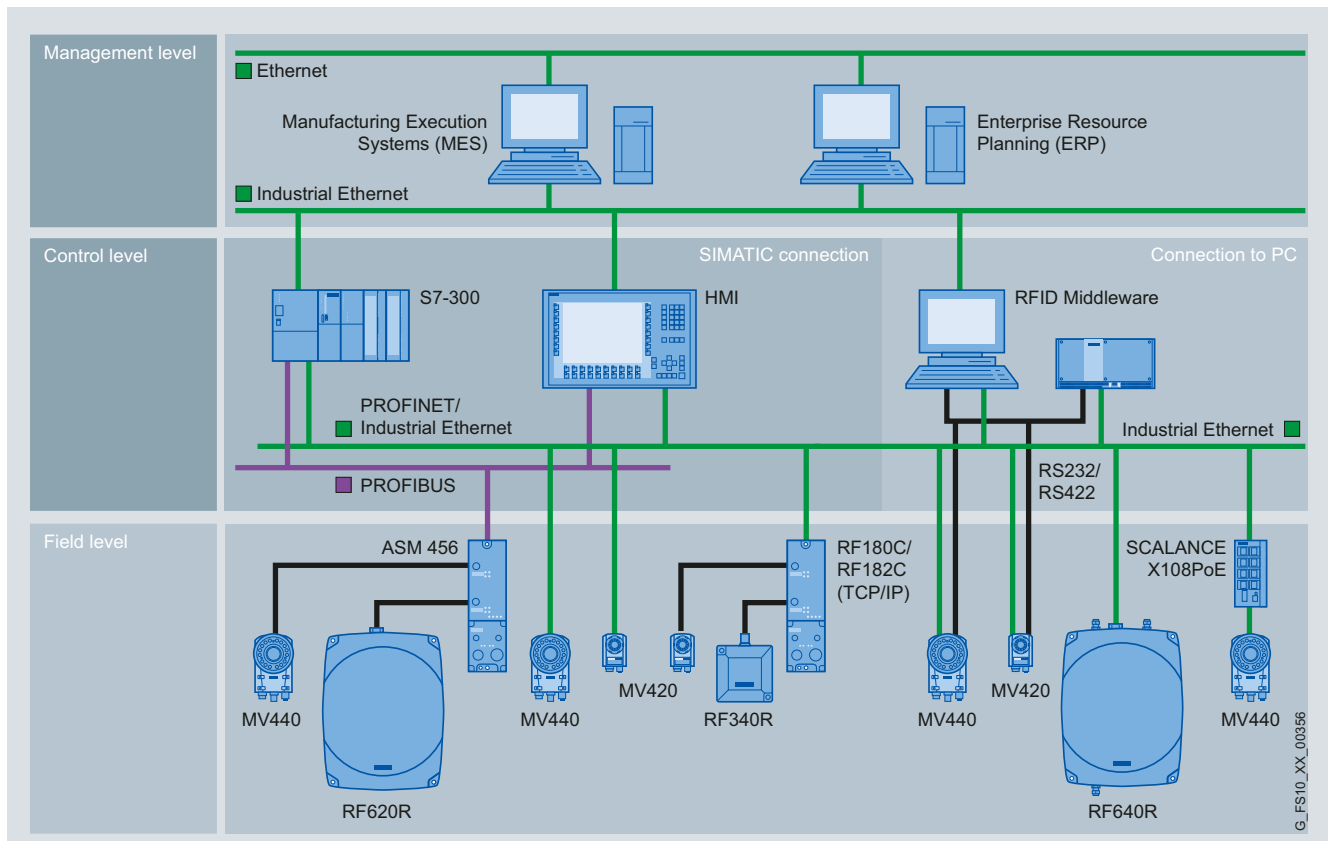 Management level
Ethernet
Manufacturing Execution
Systems (MES)
Enterprise Resource
Planning (ERP)
Industrial Ethernet
Control level
SIMATIC connection
Connection to PC
S7-300
HMI
RFID Middleware
PROFINET/
Industrial Ethernet
Industrial Ethernet
PROFIBUS
RS232/
RS422
Field level
ASM 456
RF180C/
RF182C
(TCP/IP)
SCALANCE
X108PoE
MV440
RF620R
MV440
MV420
RF340R
MV440
MV420
RF640R
MV440
G_FS10_XX_00356